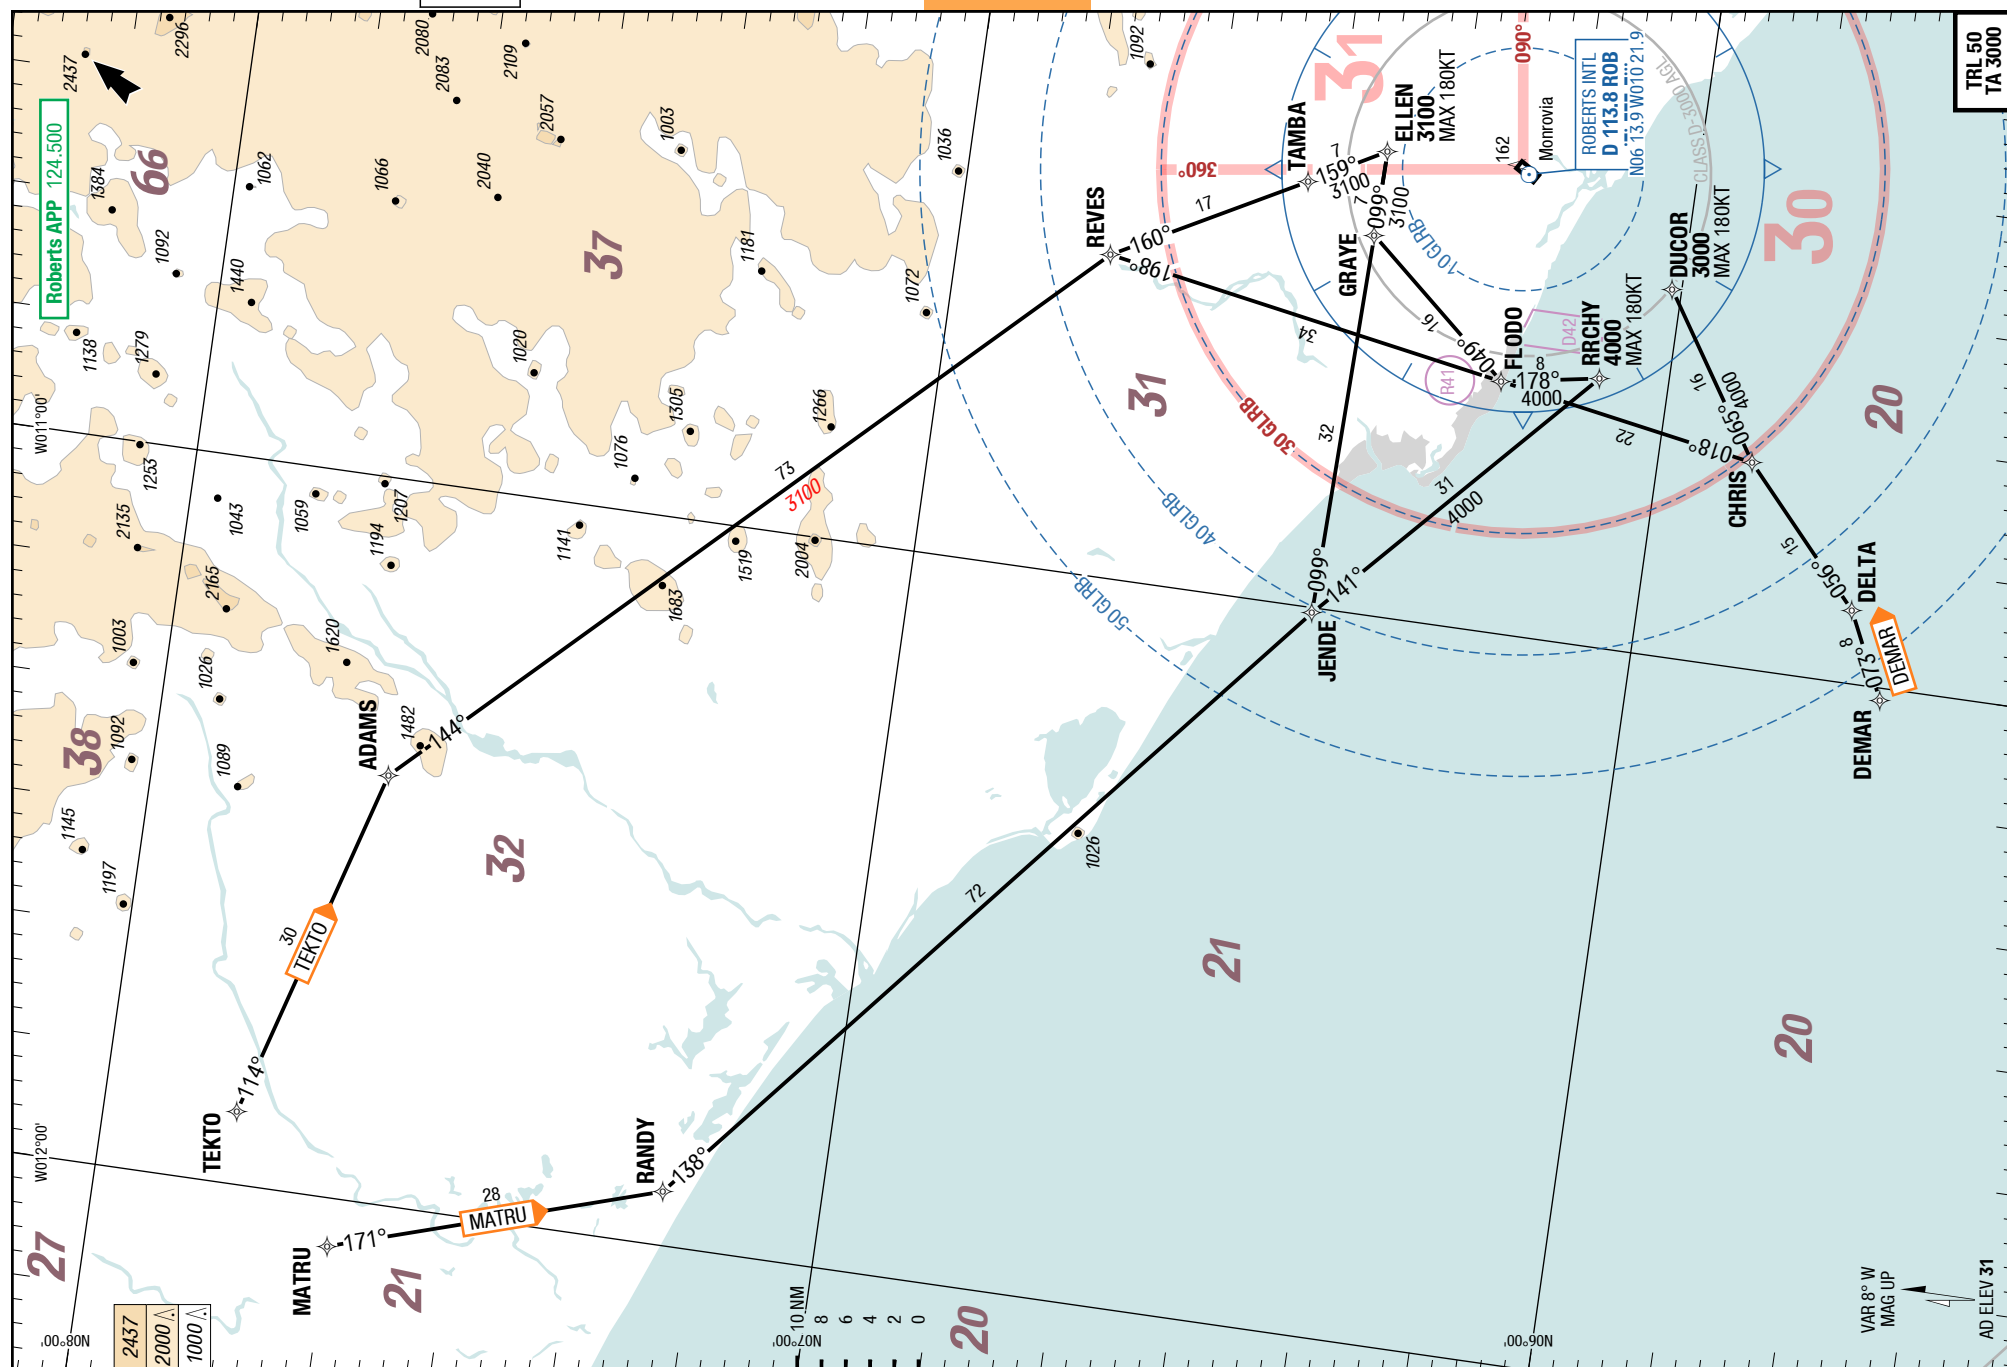 Roberts APP 124.500
2437
2296
2080
2083
2109
2057
1003
1036
1092
66
1384
1092
1062
1066
2040
37
1440
1138
1279
1181
1072
1020
1305
1266
1076
W011°00'
1253
2135
1043
1059
1207
1194
1141
1519
2004
1683
2165
1003
1026
1620
38
1092
1089
1145
1197
1482
32
ADAMS
144°
73
3100
REVES
160°
17
198°
34
TAMBA
159°
7
3100
ELLEN
3100
MAX 180KT
099°
7
3100
GRAYE
31
360°
090°
162
Monrovia
ROBERTS INTL
D 113.8 ROB
N06 13.9 W010 21.9
CLASS D-3000 AGL
10 GLRB
30 GLRB
40 GLRB
50 GLRB
31
30
20
16
049°
FLODO
R41
D42
178°
8
4000
RRCHY
4000
MAX 180KT
DUCOR
3000
MAX 180KT
16
4000
065°
018°
22
CHRIS
15
056°
DELTA
8
073°
DEMAR
DEMAR
32
099°
141°
31
4000
JENDE
72
1026
21
20
TEKTO
114°
30
TEKTO
MATRU
171°
28
MATRU
RANDY
138°
W012°00'
27
21
20
2437
2000
1000
N08°00'
N07°00'
N06°00'
10 NM
8
6
4
2
0
VAR 8° W
MAG UP
AD ELEV 31
TRL 50
TA 3000